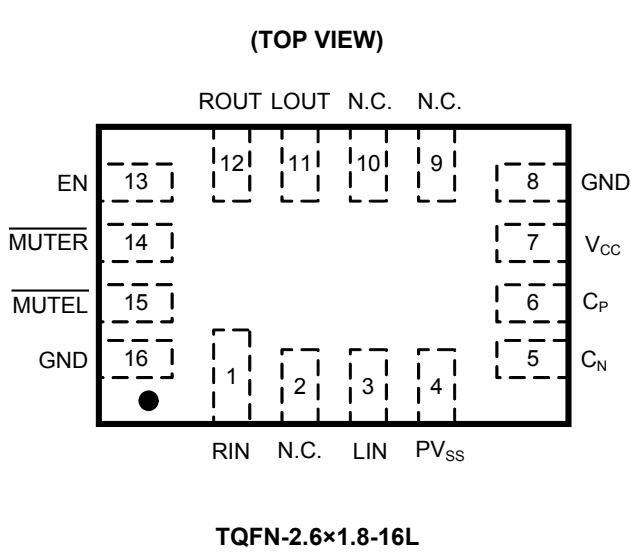 (TOP VIEW)
ROUT LOUT N.C. N.C.
12 11 10 9
EN 13 8 GND
MUTER 14 7 VCC
MUTEL 15 6 CP
GND 16 5 CN
1 2 3 4
RIN N.C. LIN PVSS
TQFN-2.6×1.8-16L